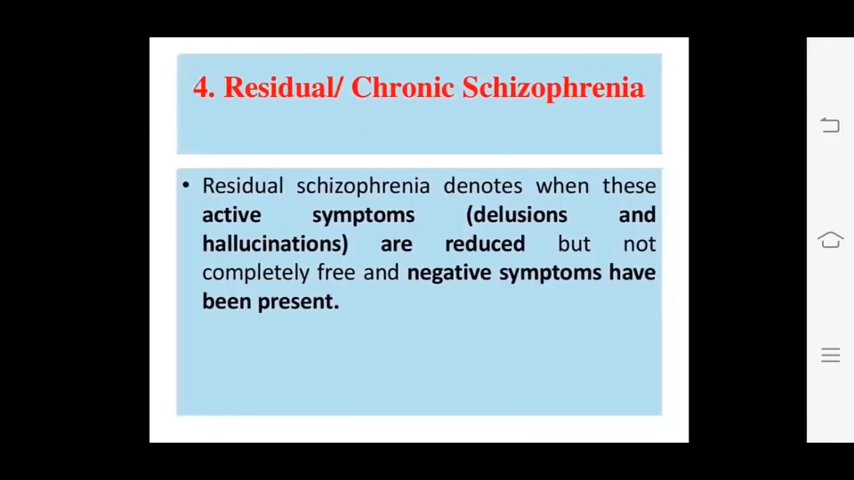 4. Residual/ Chronic Schizophrenia
• Residual schizophrenia denotes when these
active symptoms (delusions and
hallucinations) are reduced but not
completely free and negative symptoms have
been present.